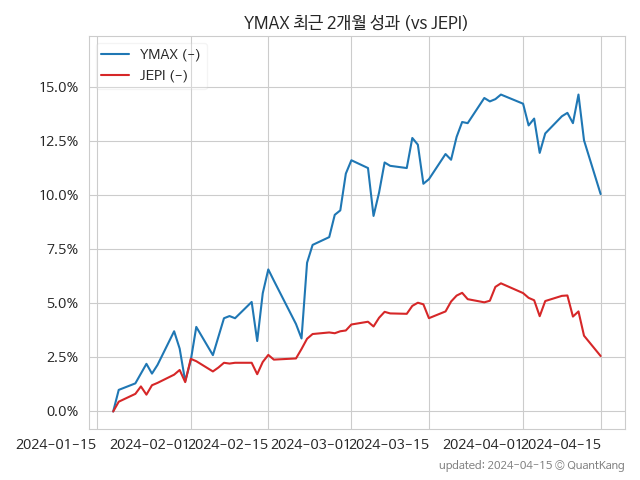 YMAX 최근 2개월 성과 (vs JEPI)
YMAX (-)
JEPI (-)
15.0%
12.5%
10.0%
7.5%
5.0%
2.5%
0.0%
2024-01-15 2024-02-01 2024-02-15 2024-03-01 2024-03-15 2024-04-01 2024-04-15
updated: 2024-04-15 © QuantKang